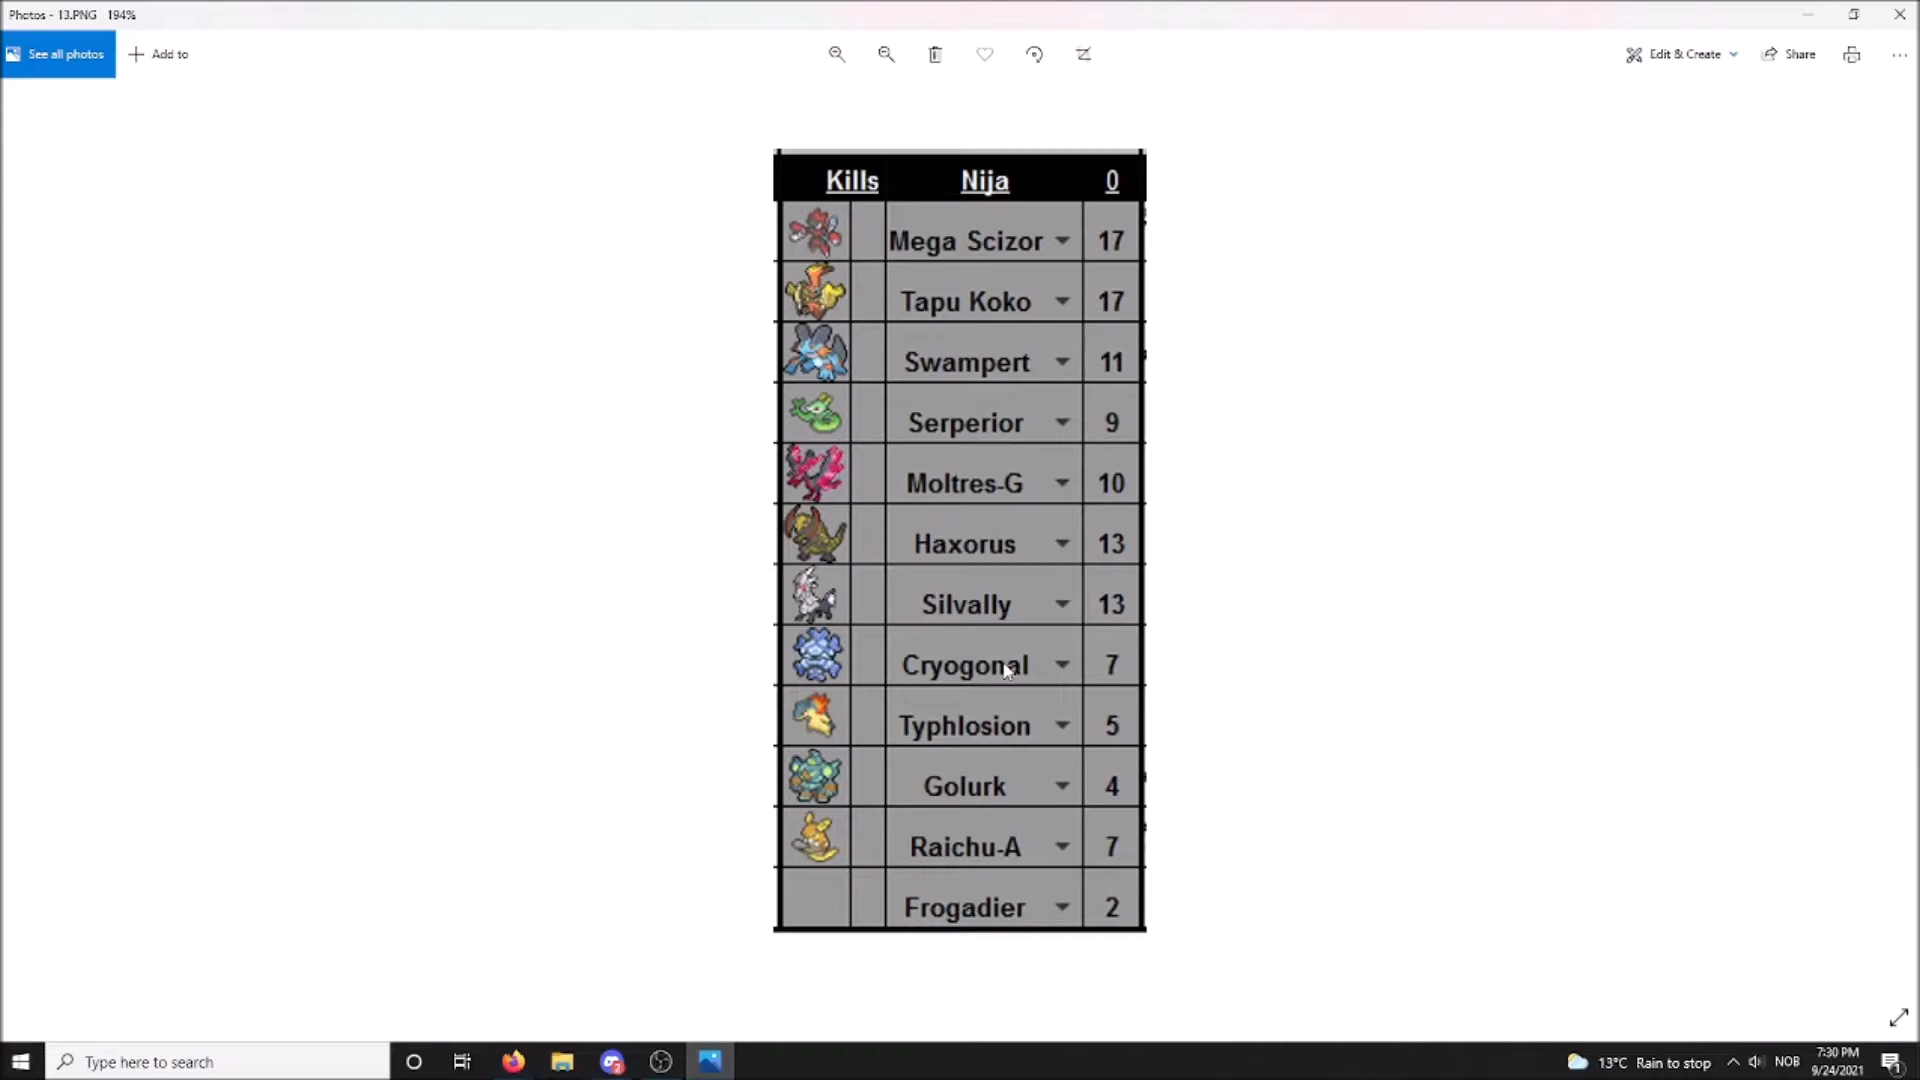 Photos - 13.PNG 194%
See all photos
Add to
Edit & Create
Share
Kills Nija 0
Mega Scizor 17
Tapu Koko 17
Swampert 11
Serperior 9
Moltres-G 10
Haxorus 13
Silvally 13
Cryogonal 7
Typhlosion 5
Golurk 4
Raichu-A 7
Frogadier 2
Type here to search
2
13°C Rain to stop
NOB
7:30 PM
9/24/2021
1